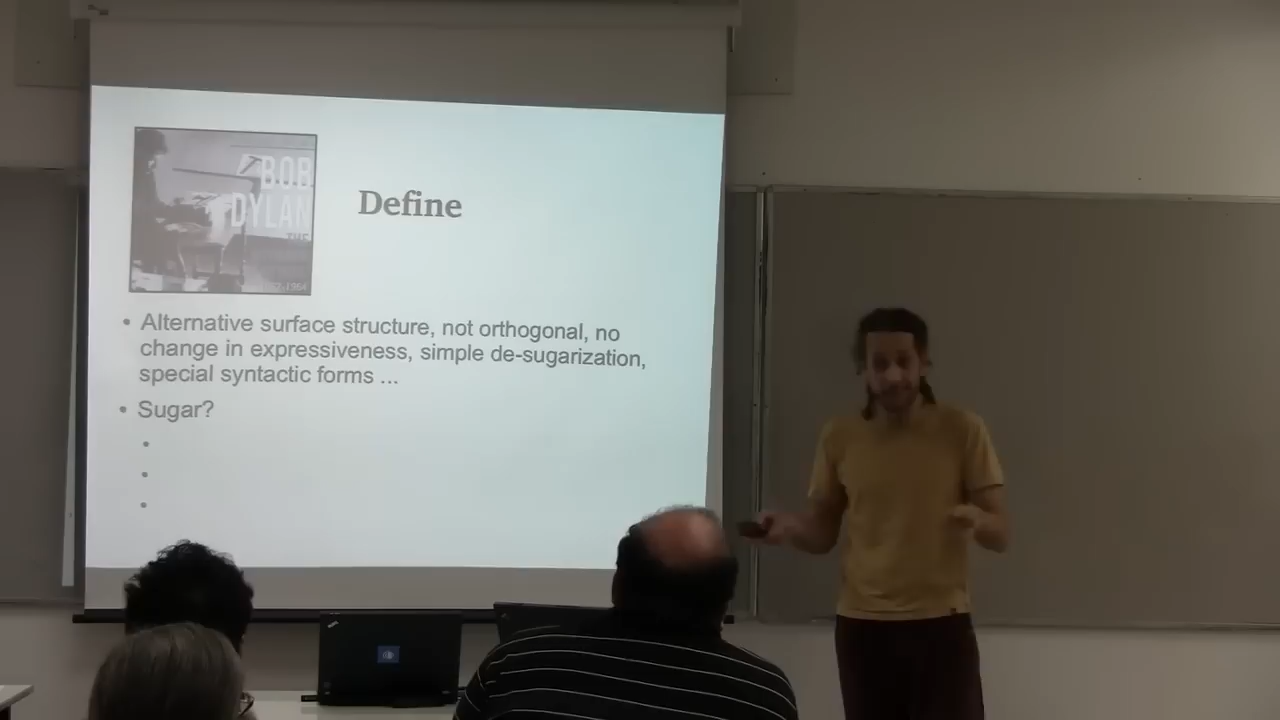 BOB
DYLAN
THE
Define
• Alternative surface structure, not orthogonal, no
change in expressiveness, simple de-sugarization,
special syntactic forms ...
• Sugar?